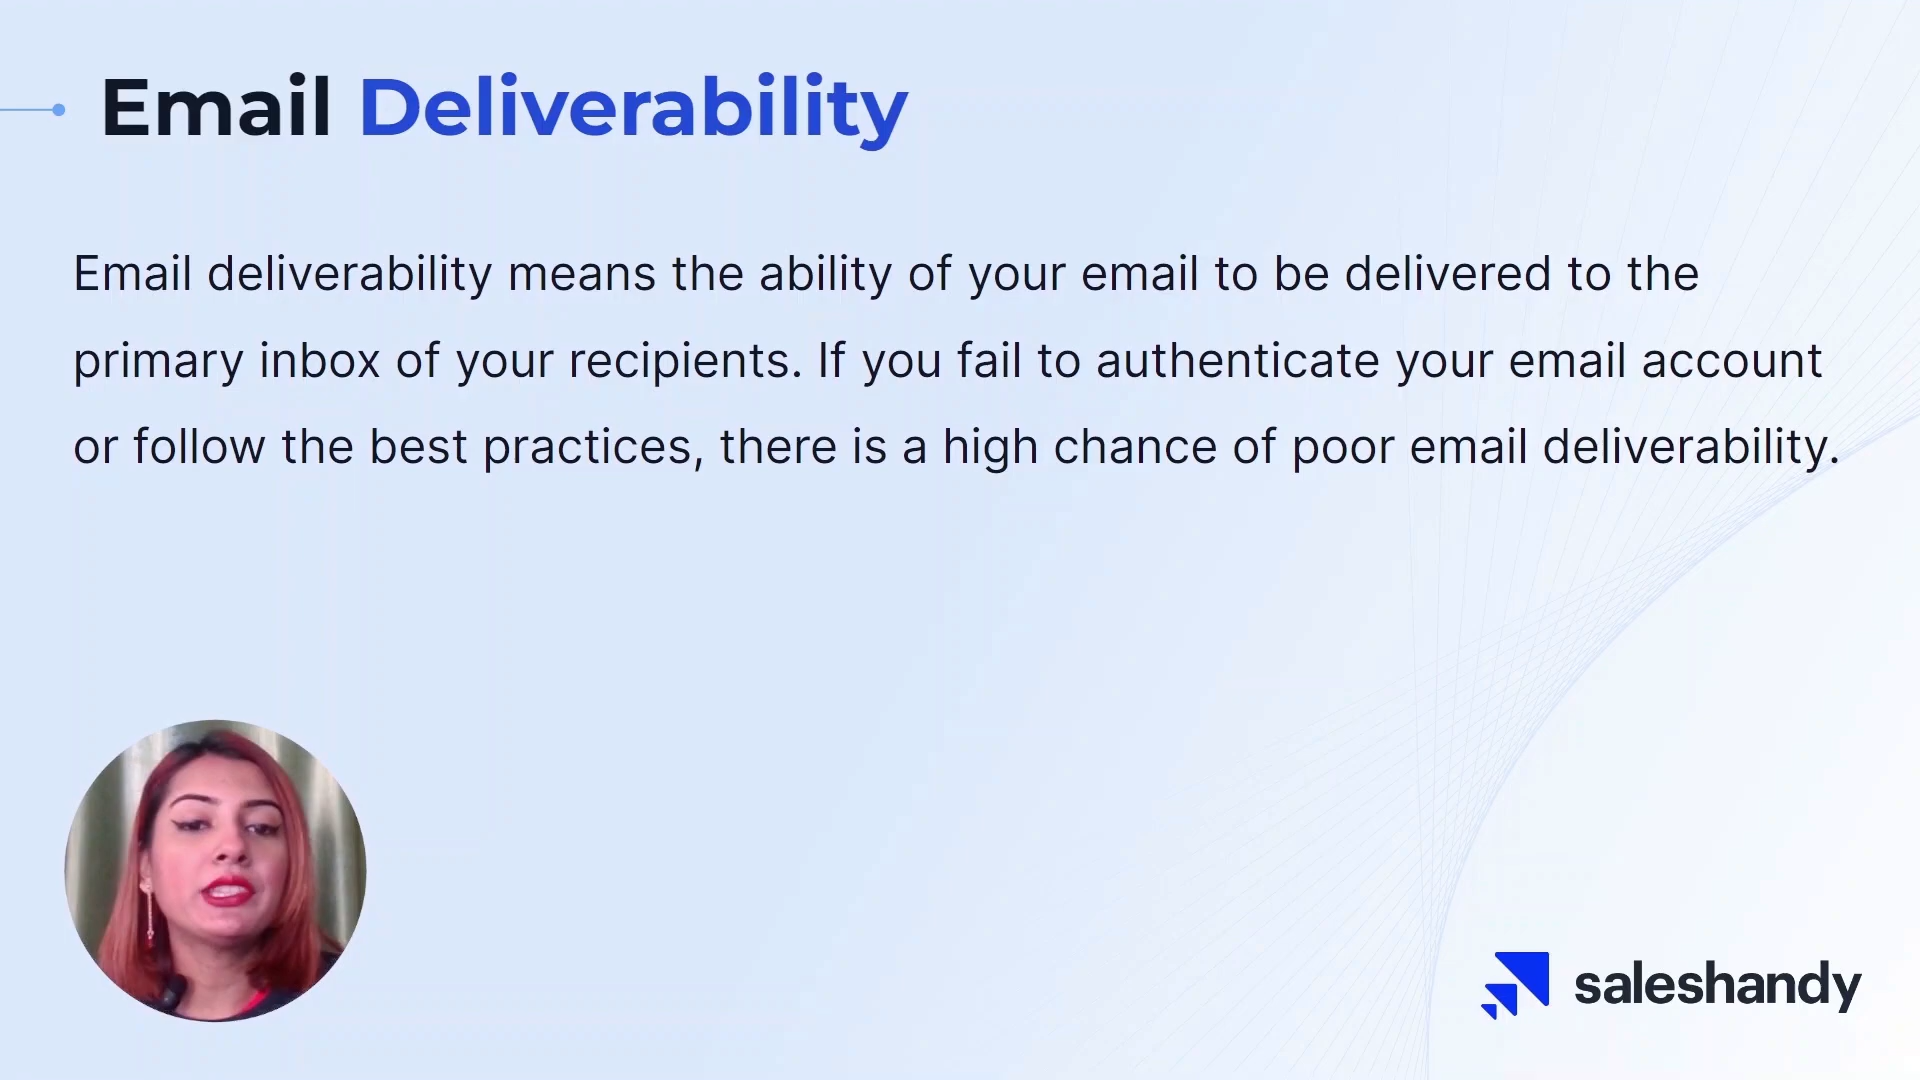 Email Deliverability
Email deliverability means the ability of your email to be delivered to the
primary inbox of your recipients. If you fail to authenticate your email account
or follow the best practices, there is a high chance of poor email deliverability.
saleshandy